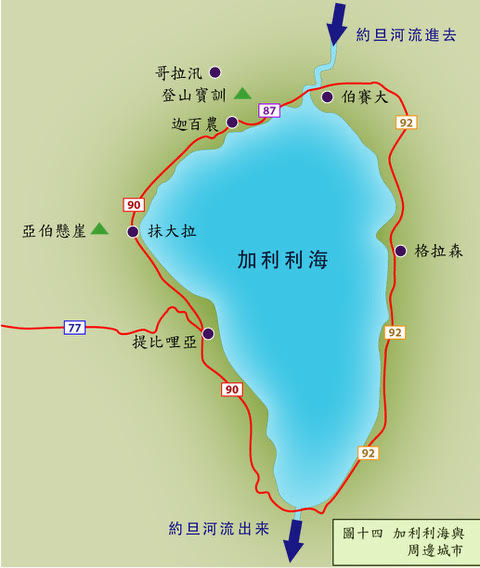 約旦河流進去
哥拉汛
登山寶訓
伯賽大
87
92
迦百農
90
亞伯懸崖
抹大拉
格拉森
加利利海
77
92
提比哩亞
90
92
約旦河流出来
圖十四 加利利海與
周邊城市